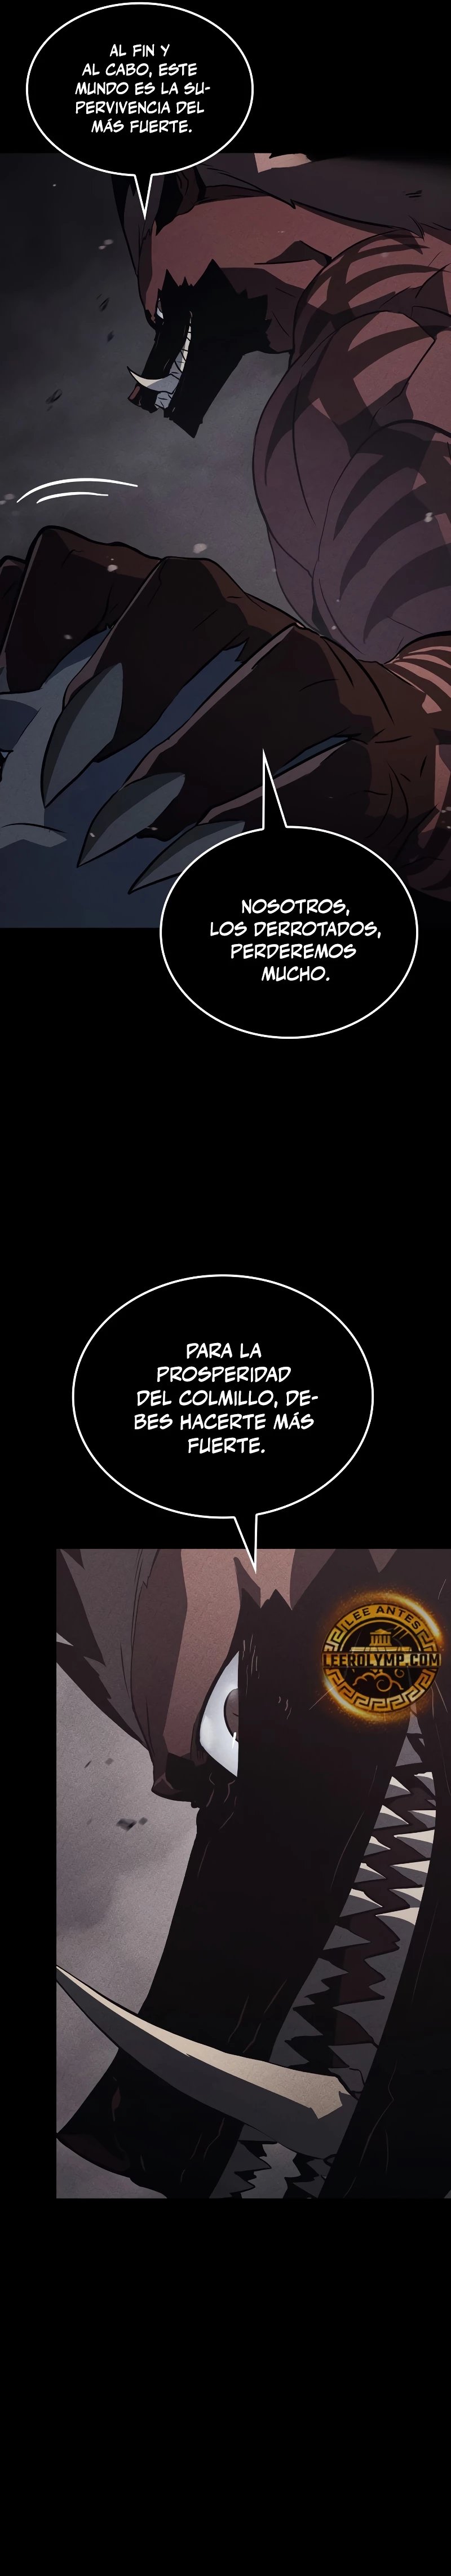 AL FIN Y
AL CABO, ESTE
MUNDO ES LA SU-
PERVIVENCIA DEL
MÁS FUERTE.
NOSOTROS,
LOS DERROTADOS,
PERDEREMOS
MUCHO.
PARA LA
PROSPERIDAD
DEL COLMILLO, DE-
BES HACERTE MÁS
FUERTE.
LEE ANTES
LEEROLYMP.COM